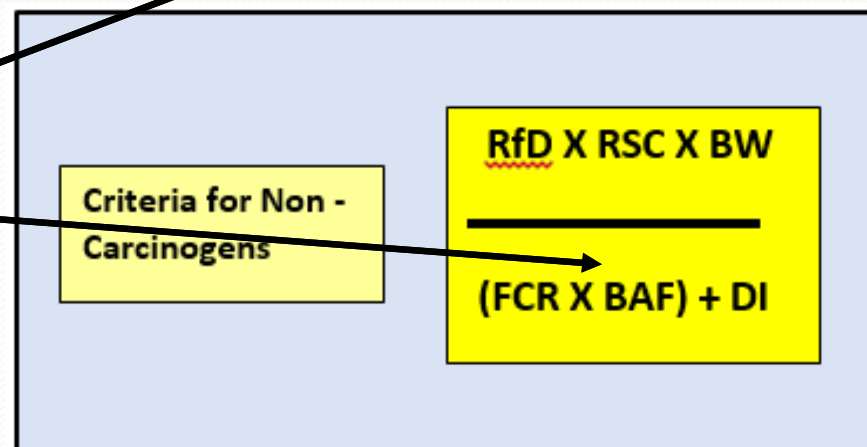 Criteria for Non -
Carcinogens
RfD X RSC X BW
(FCR X BAF) + DI